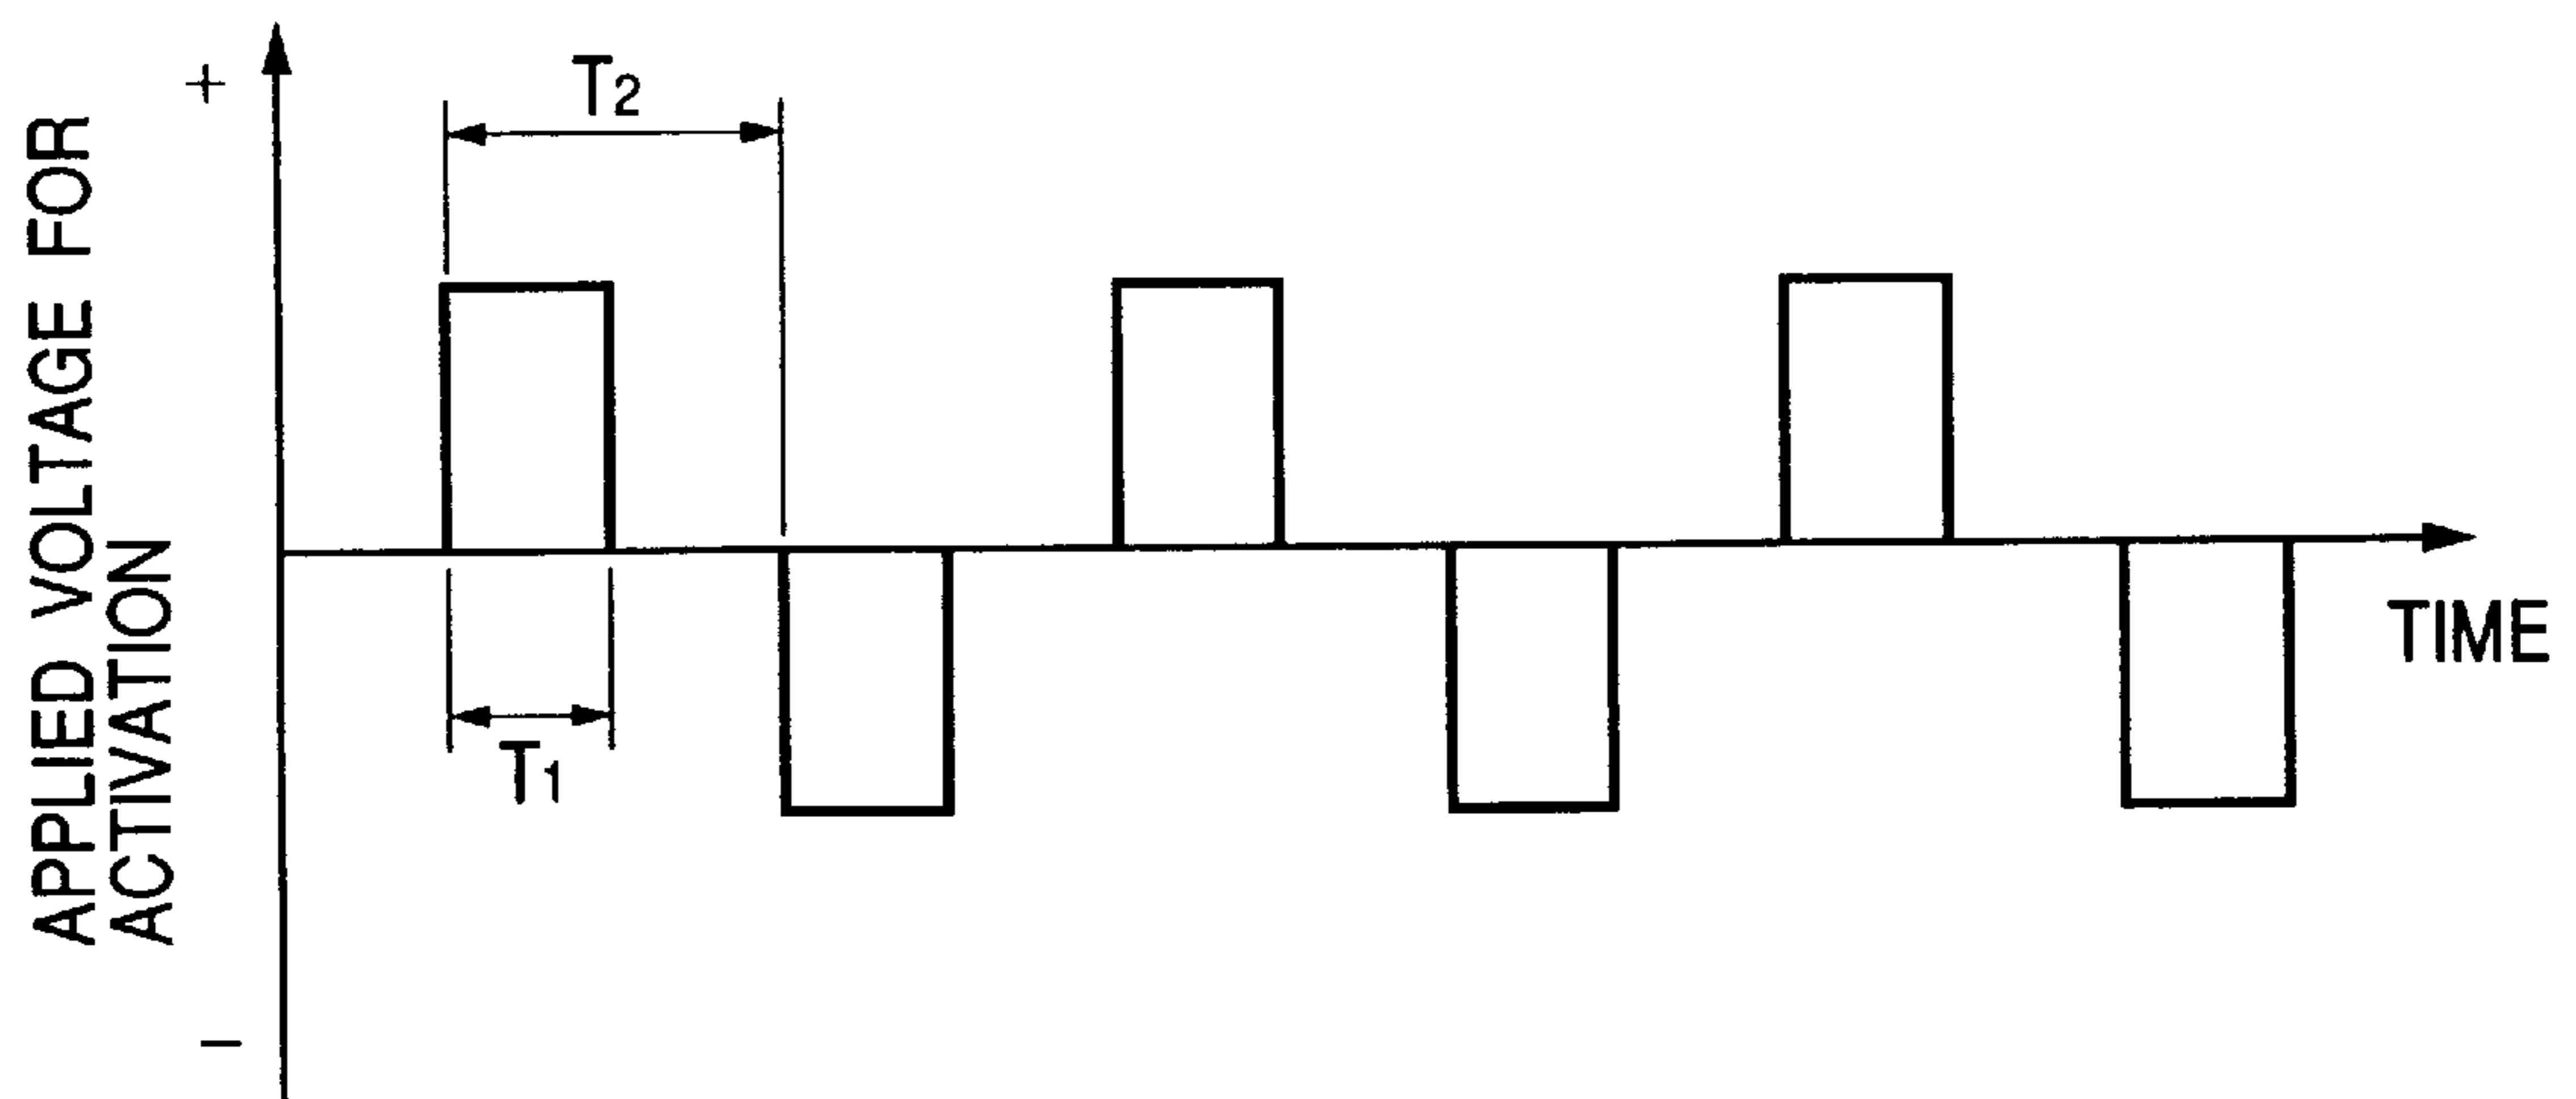 APPLIED VOLTAGE FOR
ACTIVATION
+
T2
T1
TIME
−